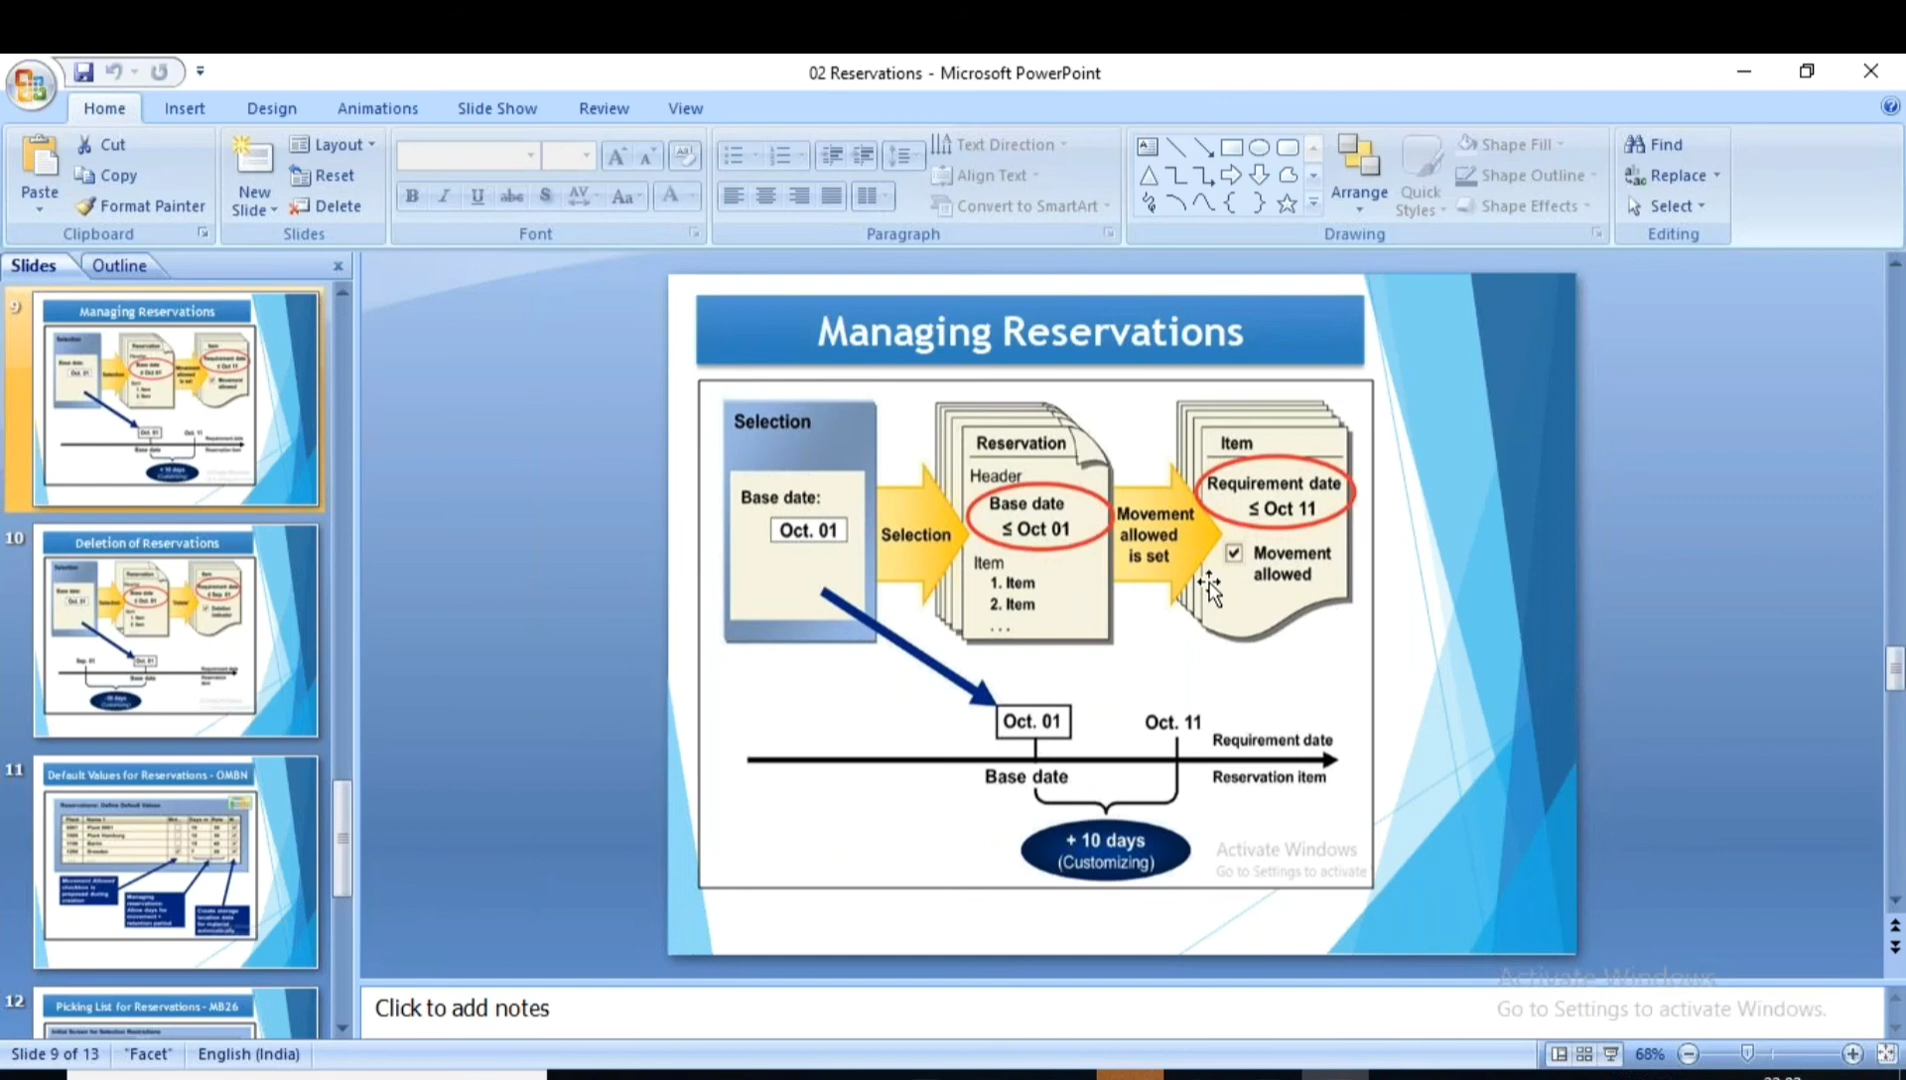 02 Reservations - Microsoft PowerPoint
Home Insert Design Animations Slide Show Review View
Paste
Cut
Copy
Format Painter
Clipboard
New Slide
Layout
Reset
Delete
Slides
Font
Text Direction
Align Text
Convert to SmartArt
Paragraph
Arrange
Quick Styles
Shape Fill
Shape Outline
Shape Effects
Drawing
Find
Replace
Select
Editing
Slides Outline
9
Managing Reservations
10
Deletion of Reservations
11
Default Values for Reservations - OMBN
12
Picking List for Reservations - MB26
Managing Reservations
Selection
Base date:
Oct. 01
Selection
Reservation
Header
Base date
≤ Oct 01
Item
1. Item
2. Item
...
Movement
allowed
is set
Item
Requirement date
≤ Oct 11
Movement
allowed
Oct. 01
Oct. 11
Requirement date
Base date
Reservation item
+ 10 days
(Customizing)
Activate Windows
Go to Settings to activate
Activate Windows
Go to Settings to activate Windows.
Click to add notes
Slide 9 of 13 "Facet" English (India) 68%